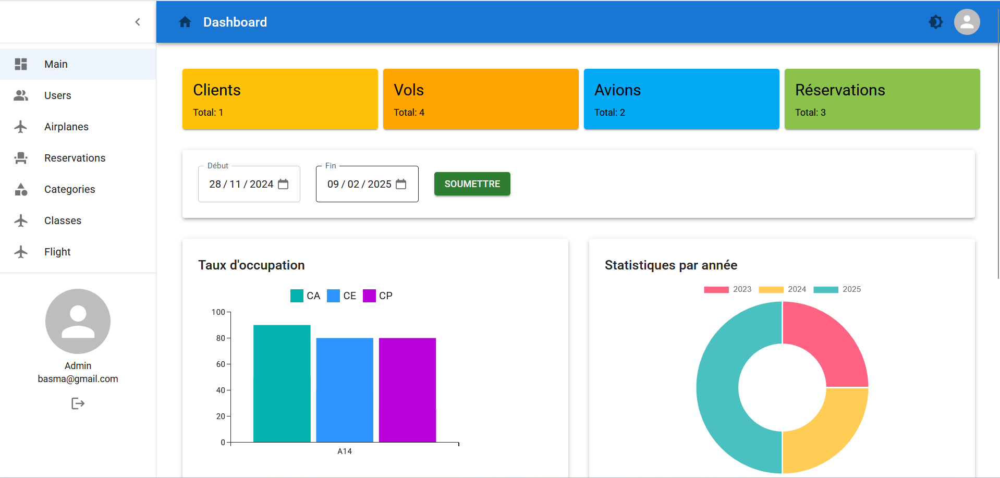 Dashboard
Main
Users
Airplanes
Reservations
Categories
Classes
Flight
Admin
basma@gmail.com
Clients
Total: 1
Vols
Total: 4
Avions
Total: 2
Réservations
Total: 3
Début
28/11/2024
Fin
09/02/2025
SOUMETTRE
Taux d'occupation
CA CE CP
100
80
60
40
20
0
A14
Statistiques par année
2023 2024 2025